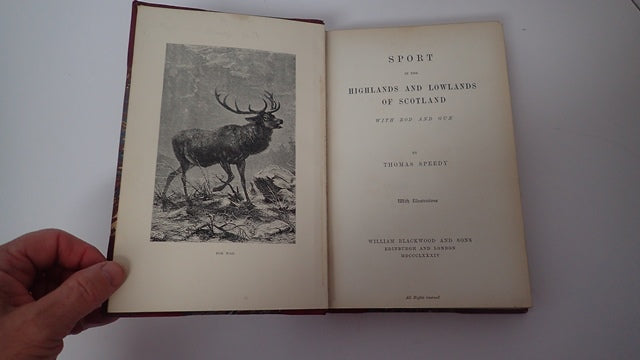 SPORT
IN THE
HIGHLANDS AND LOWLANDS
OF SCOTLAND
WITH ROD AND GUN
BY
THOMAS SPEEDY
With Illustrations
WILLIAM BLACKWOOD AND SONS
EDINBURGH AND LONDON
MDCCCLXXXIV
All Rights reserved